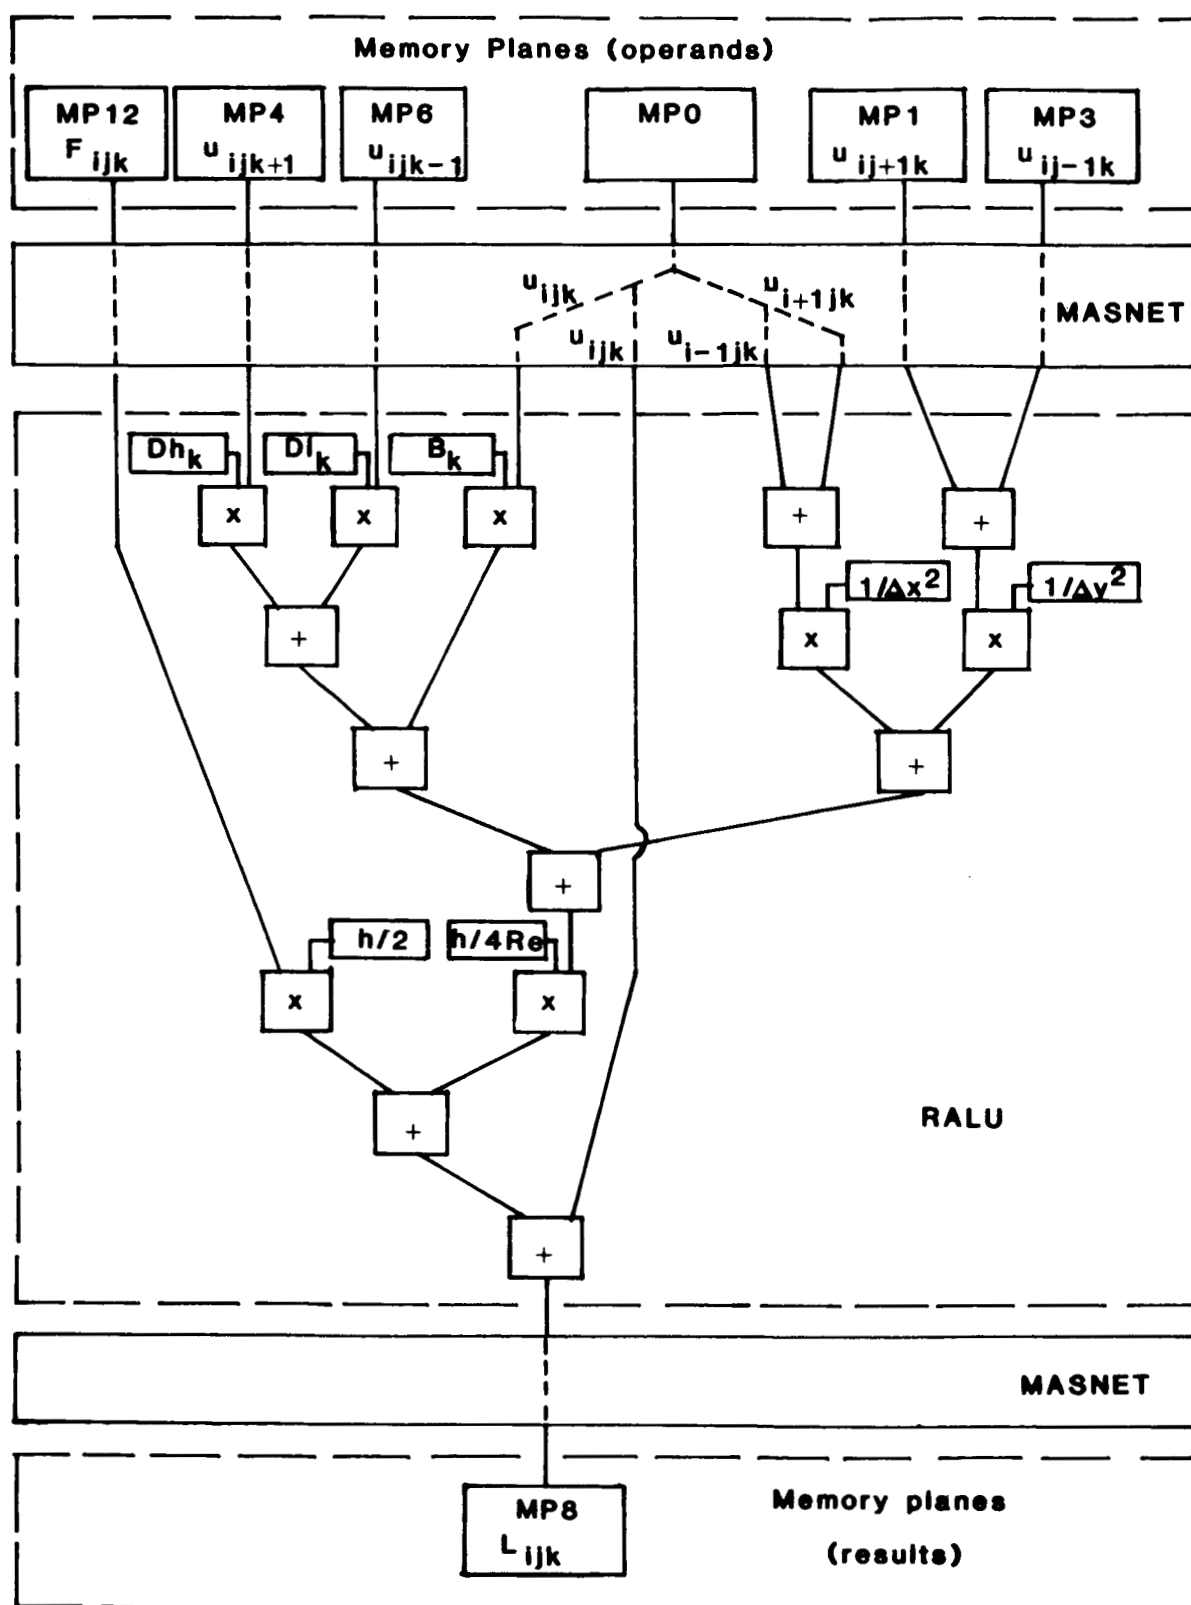 Memory Planes (operands)
MP12 MP4 MP6 MP0 MP1 MP3
F ijk u ijk+1 u ijk-1 u ij+1k u ij-1k
u ijk u i+1jk
MASNET
u ijk u i-1jk
Dh k Dl k B k
x x x + +
1/Δx² 1/Δy²
+ x x
+ +
+
h/2 h/4Re
x x
+
RALU
+
MASNET
MP8
L ijk
Memory planes
(results)